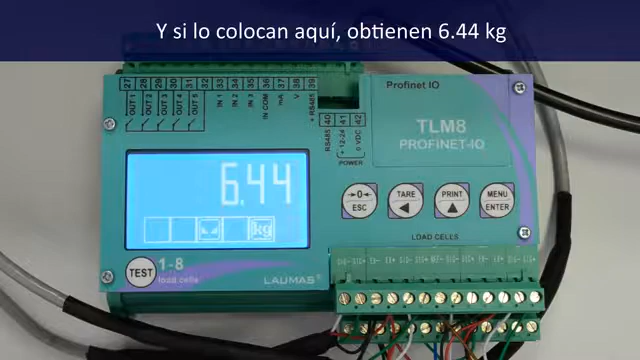 Y si lo colocan aquí, obtienen 6.44 kg
27 28 29 30 31 32 33 34 35 36 37 38 39
OUT 1 OUT 2 OUT 3 OUT 4 OUT 5 IN 1 IN 2 IN 3 IN COM mA V + RS485
Profinet IO
40 41 42
RS485 - + 12-24 0 VDC
POWER
TLM8
PROFINET-IO
6.44
kg
→0←
ESC
TARE
PRINT
MENU
ENTER
LOAD CELLS
TEST
1-8
load cells
LAUMAS